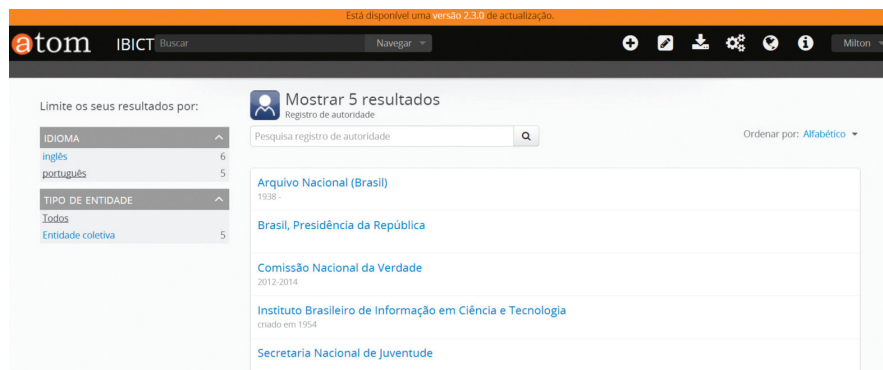 Está disponível uma versão 2.3.0 de actualização.
atom IBICT Buscar Navegar Milton
Limite os seus resultados por:
IDIOMA
inglês 6
português 5
TIPO DE ENTIDADE
Todos
Entidade coletiva 5
Mostrar 5 resultados
Registro de autoridade
Pesquisa registro de autoridade
Ordenar por: Alfabético
Arquivo Nacional (Brasil)
1938 -
Brasil, Presidência da República
Comissão Nacional da Verdade
2012-2014
Instituto Brasileiro de Informação em Ciência e Tecnologia
criado em 1954
Secretaria Nacional de Juventude